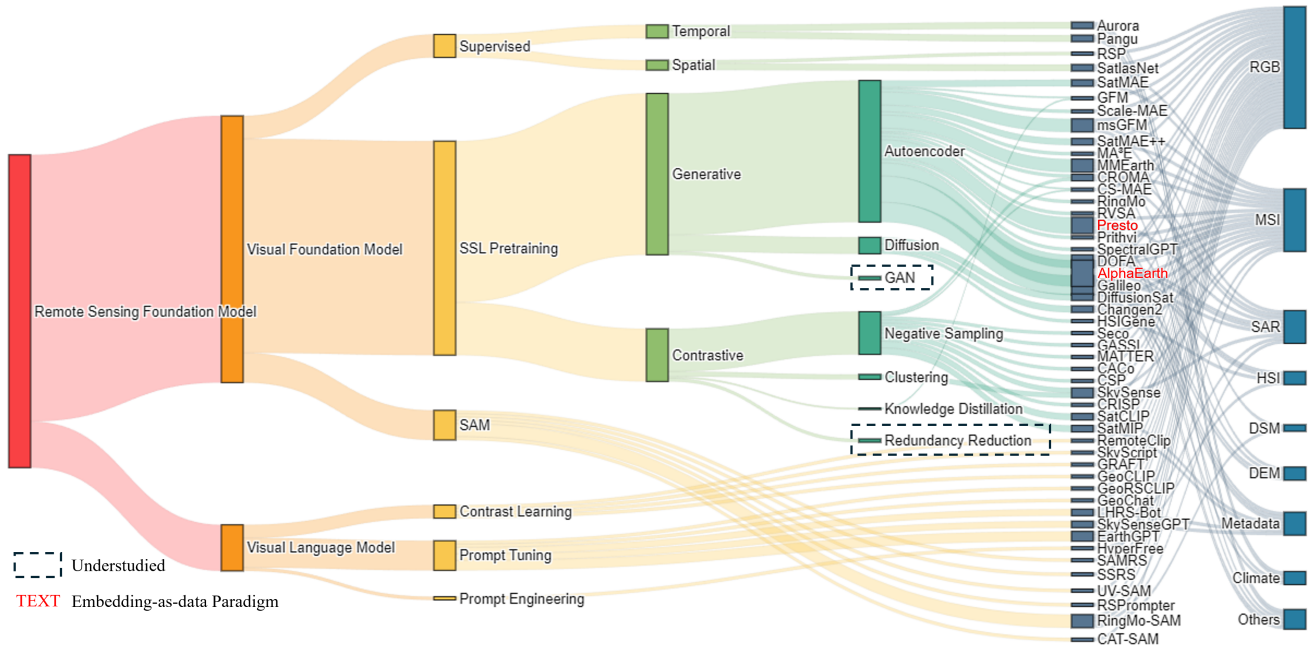 Remote Sensing Foundation Model
Visual Foundation Model
Visual Language Model
Supervised
SSL Pretraining
SAM
Contrast Learning
Prompt Tuning
Prompt Engineering
Temporal
Spatial
Generative
Contrastive
Autoencoder
Diffusion
GAN
Negative Sampling
Clustering
Knowledge Distillation
Redundancy Reduction
Aurora
Pangu
RSP
SatlasNet
SatMAE
GFM
Scale-MAE
msGFM
SatMAE++
MA³E
MMEarth
CROMA
CS-MAE
RingMo
RVSA
Presto
Prithvi
SpectralGPT
DOFA
AlphaEarth
Galileo
DiffusionSat
Changen2
HSIGene
Seco
GASSL
MATTER
CACo
CSP
SkySense
CRISP
SatCLIP
SatMIP
RemoteClip
SkyScript
GRAFT
GeoCLIP
GeoRSCLIP
GeoChat
LHRS-Bot
SkySenseGPT
EarthGPT
HyperFree
SAMRS
SSRS
UV-SAM
RSPrompter
RingMo-SAM
CAT-SAM
RGB
MSI
SAR
HSI
DSM
DEM
Metadata
Climate
Others
Understudied
TEXT Embedding-as-data Paradigm